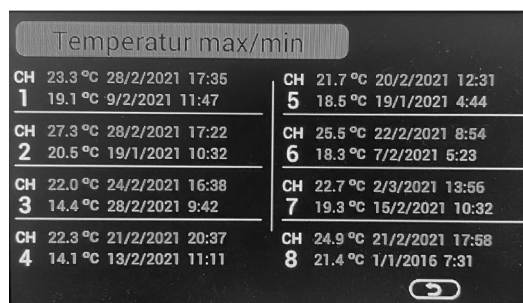 Temperatur max/min
CH 23.3 °C 28/2/2021 17:35
1 19.1 °C 9/2/2021 11:47
CH 27.3 °C 28/2/2021 17:22
2 20.5 °C 19/1/2021 10:32
CH 22.0 °C 24/2/2021 16:38
3 14.4 °C 28/2/2021 9:42
CH 22.3 °C 21/2/2021 20:37
4 14.1 °C 13/2/2021 11:11
CH 21.7 °C 20/2/2021 12:31
5 18.5 °C 19/1/2021 4:44
CH 25.5 °C 22/2/2021 8:54
6 18.3 °C 7/2/2021 5:23
CH 22.7 °C 2/3/2021 13:56
7 19.3 °C 15/2/2021 10:32
CH 24.9 °C 21/2/2021 17:58
8 21.4 °C 1/1/2016 7:31